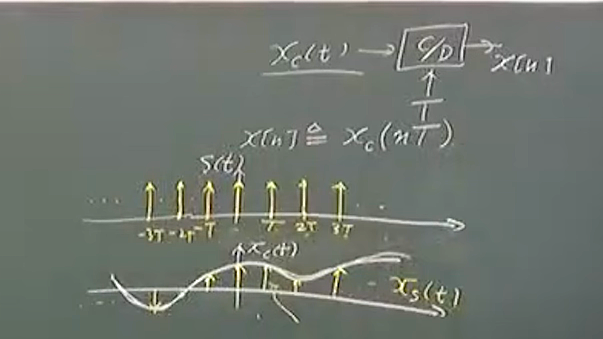 x_c(t) → C/D → x[n]
T
x[n] ≜ x_c(nT)
s(t)
... -3T -2T -T T 2T 3T ...
x_c(t)
x_s(t)